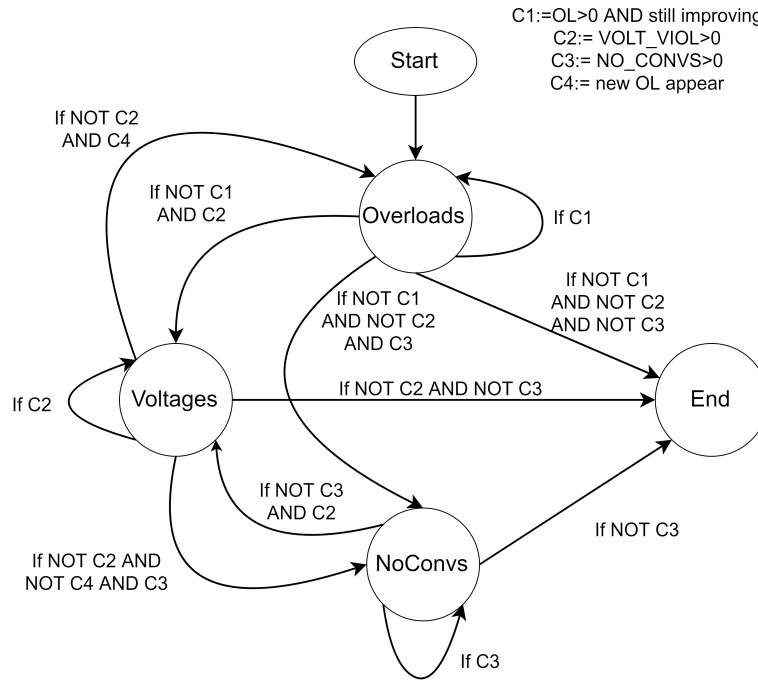 C1:=OL>0 AND still improving
C2:= VOLT_VIOL>0
C3:= NO_CONVS>0
C4:= new OL appear
Start
If NOT C2
AND C4
If NOT C1
AND C2
Overloads
If C1
If NOT C1
AND NOT C2
AND C3
If NOT C1
AND NOT C2
AND NOT C3
If C2
Voltages
If NOT C2 AND NOT C3
End
If NOT C3
AND C2
If NOT C3
If NOT C2 AND
NOT C4 AND C3
NoConvs
If C3